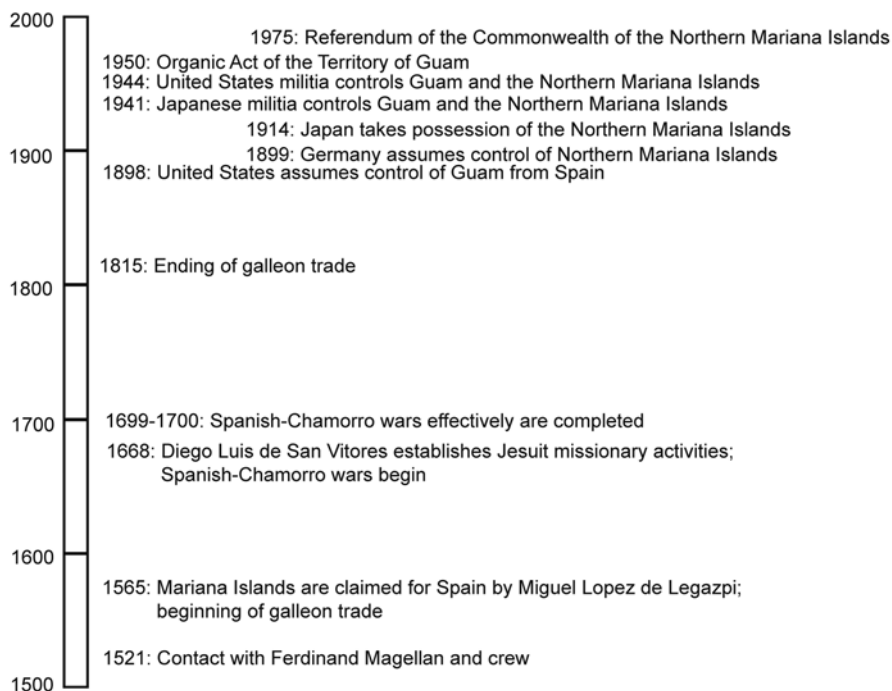 2000
1975: Referendum of the Commonwealth of the Northern Mariana Islands
1950: Organic Act of the Territory of Guam
1944: United States militia controls Guam and the Northern Mariana Islands
1941: Japanese militia controls Guam and the Northern Mariana Islands
1914: Japan takes possession of the Northern Mariana Islands
1900
1899: Germany assumes control of Northern Mariana Islands
1898: United States assumes control of Guam from Spain
1815: Ending of galleon trade
1800
1700
1699-1700: Spanish-Chamorro wars effectively are completed
1668: Diego Luis de San Vitores establishes Jesuit missionary activities;
Spanish-Chamorro wars begin
1600
1565: Mariana Islands are claimed for Spain by Miguel Lopez de Legazpi;
beginning of galleon trade
1521: Contact with Ferdinand Magellan and crew
1500